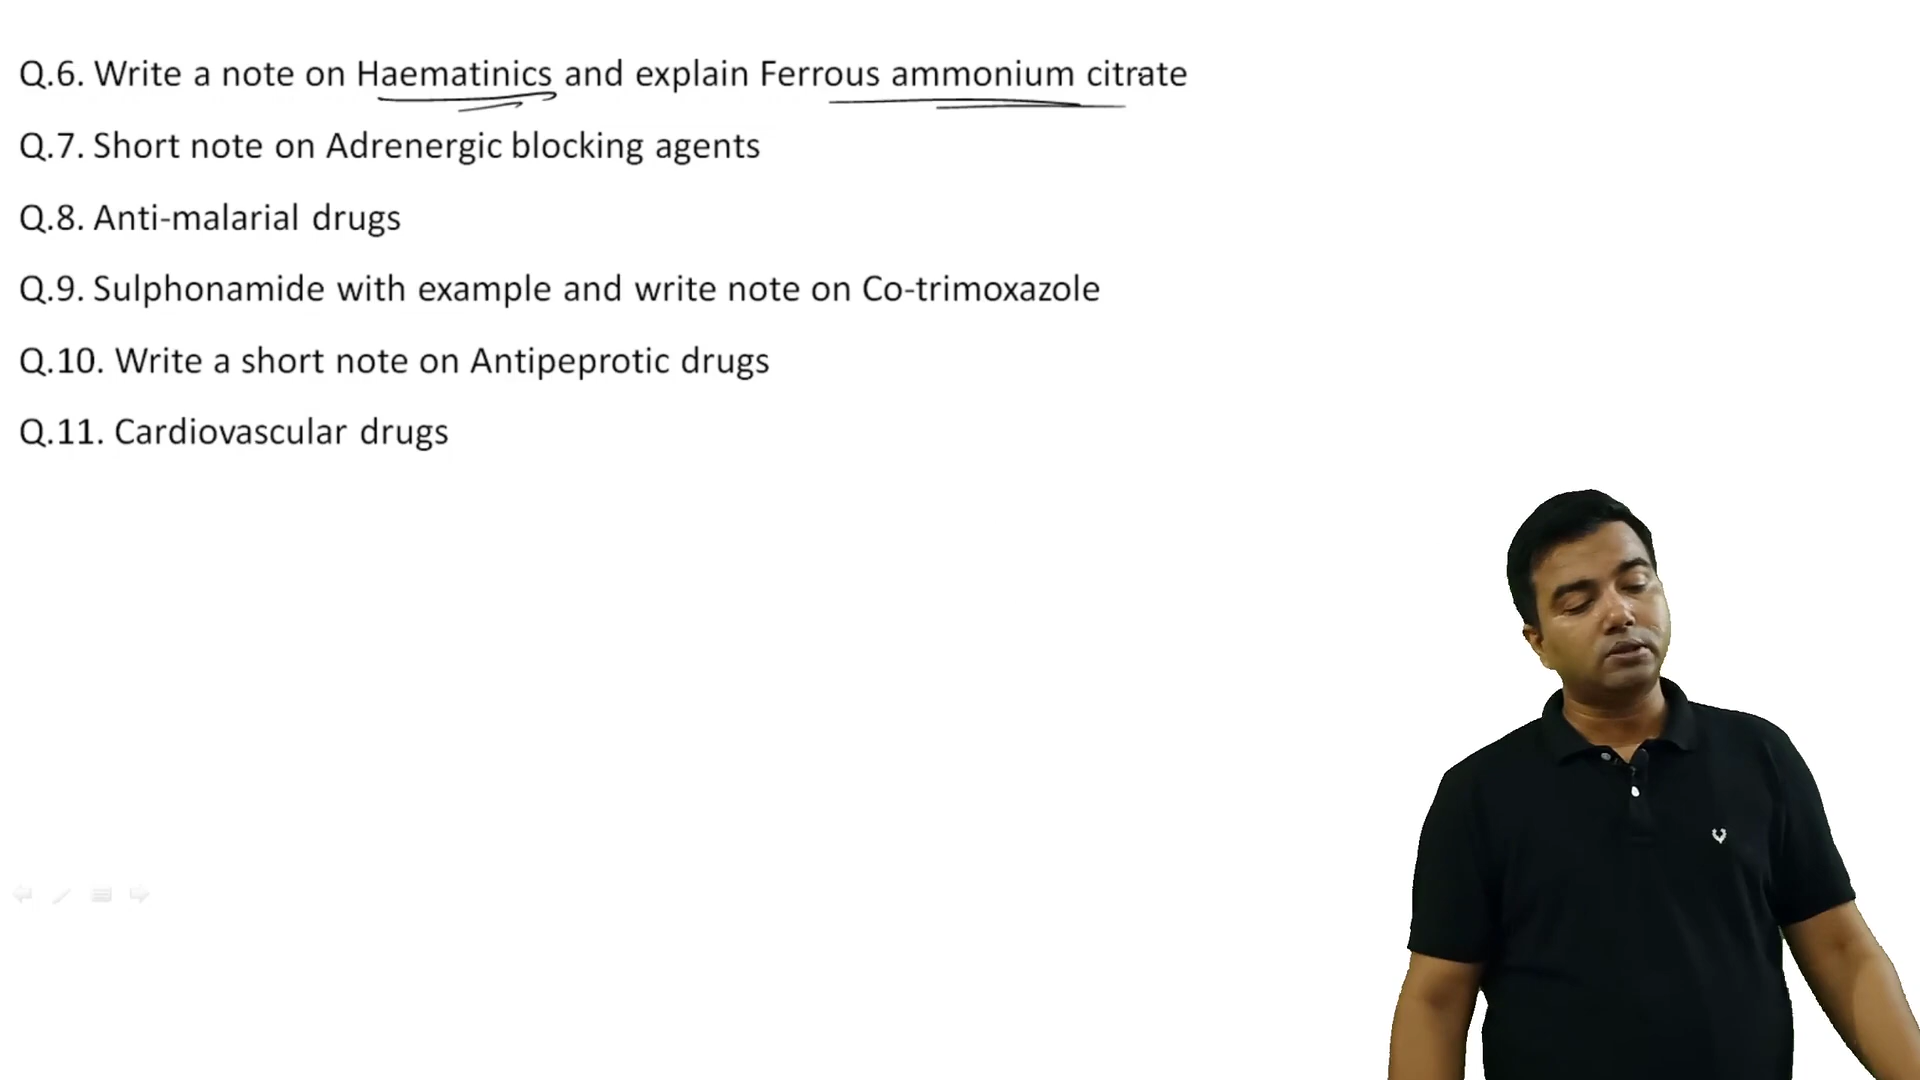 Q.6. Write a note on Haematinics and explain Ferrous ammonium citrate
Q.7. Short note on Adrenergic blocking agents
Q.8. Anti-malarial drugs
Q.9. Sulphonamide with example and write note on Co-trimoxazole
Q.10. Write a short note on Antipeprotic drugs
Q.11. Cardiovascular drugs